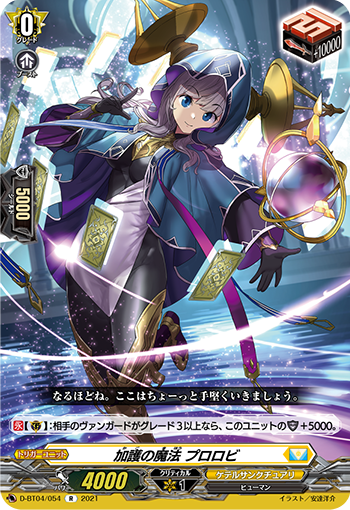 0
グレード
+10000
ブースト
5000
シールド
なるほどね。ここはちょーっと手堅くいきましょう。
永【】：相手のヴァンガードがグレード３以上なら、このユニットの+5000。
トリガーユニット
加護の魔法 プロロビ
パワー 4000
クリティカル
1
ケテルサンクチュアリ
ヒューマン
D-BT04/054 R 2021
イラスト／安達洋介